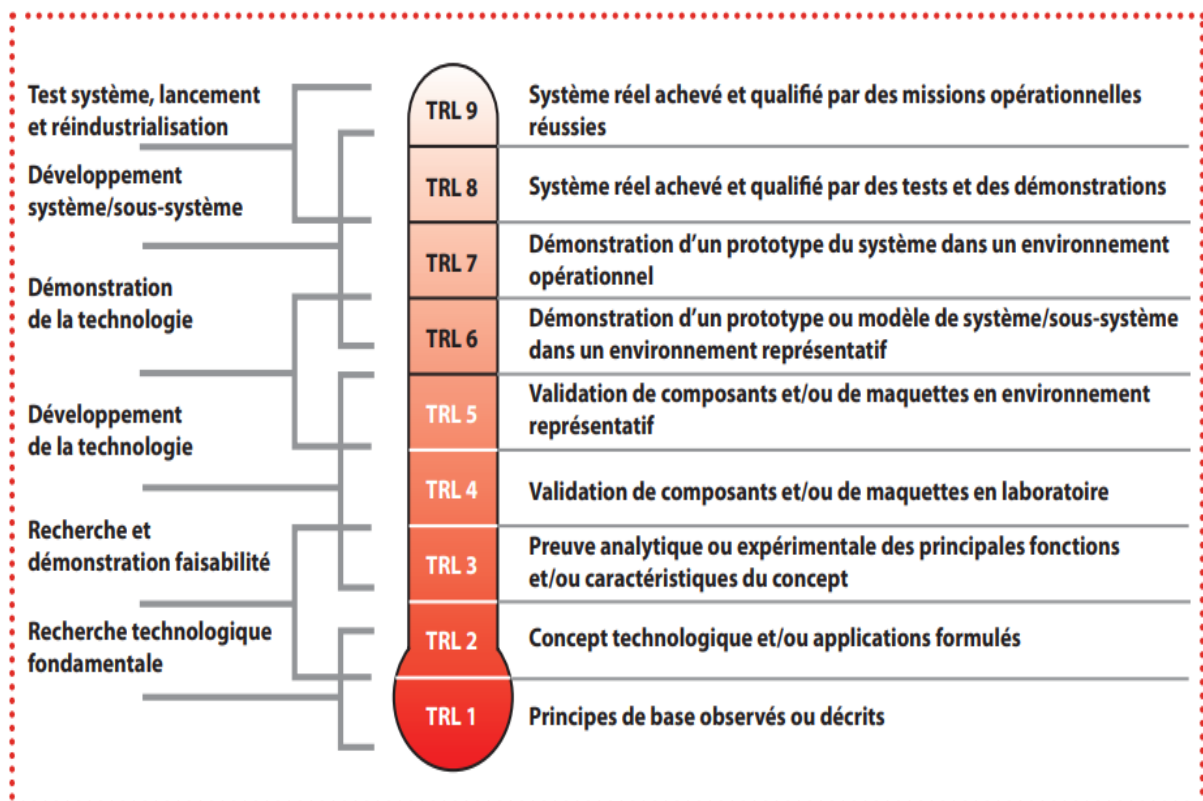 Test système, lancement
et réindustrialisation
TRL 9
Système réel achevé et qualifié par des missions opérationnelles
réussies
Développement
système/sous-système
TRL 8
Système réel achevé et qualifié par des tests et des démonstrations
TRL 7
Démonstration d'un prototype du système dans un environnement
opérationnel
Démonstration
de la technologie
TRL 6
Démonstration d'un prototype ou modèle de système/sous-système
dans un environnement représentatif
Développement
de la technologie
TRL 5
Validation de composants et/ou de maquettes en environnement
représentatif
TRL 4
Validation de composants et/ou de maquettes en laboratoire
Recherche et
démonstration faisabilité
TRL 3
Preuve analytique ou expérimentale des principales fonctions
et/ou caractéristiques du concept
Recherche technologique
fondamentale
TRL 2
Concept technologique et/ou applications formulés
TRL 1
Principes de base observés ou décrits